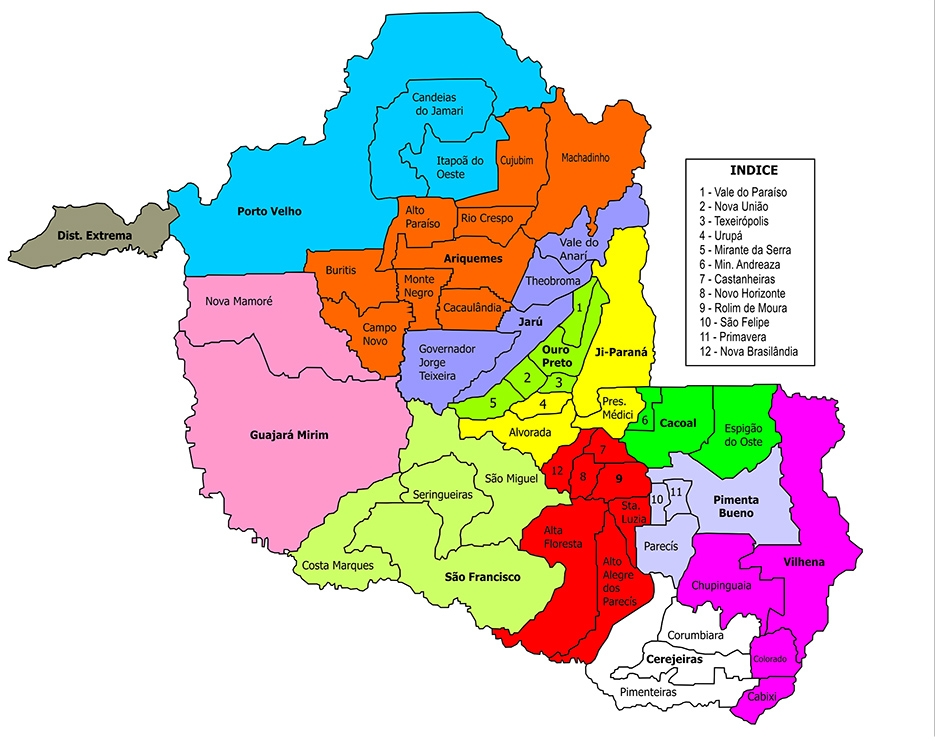 Candeias
do Jamari
Itapoã do
Oeste
Cujubim
Machadinho
Porto Velho
Dist. Extrema
Alto
Paraíso
Rio Crespo
Vale do
Anarí
Ariquemes
Buritis
Monte
Negro
Theobroma
Nova Mamoré
Cacaulândia
1
Campo
Novo
Jarú
Governador
Jorge
Teixeira
Ouro
Preto
Ji-Paraná
2
3
5
4
Pres.
Médici
6
Cacoal
Espigão
do Oste
Alvorada
Guajará Mirim
7
12
8
9
São Miguel
Seringueiras
10
11
Pimenta
Bueno
Sta.
Luzia
Alta
Floresta
Parecís
Costa Marques
São Francisco
Alto
Alegre
dos
Parecís
Vilhena
Chupinguaia
Corumbiara
Cerejeiras
Colorado
Pimenteiras
Cabixi
INDICE
1 - Vale do Paraíso
2 - Nova União
3 - Texeirópolis
4 - Urupá
5 - Mirante da Serra
6 - Min. Andreaza
7 - Castanheiras
8 - Novo Horizonte
9 - Rolim de Moura
10 - São Felipe
11 - Primavera
12 - Nova Brasilândia